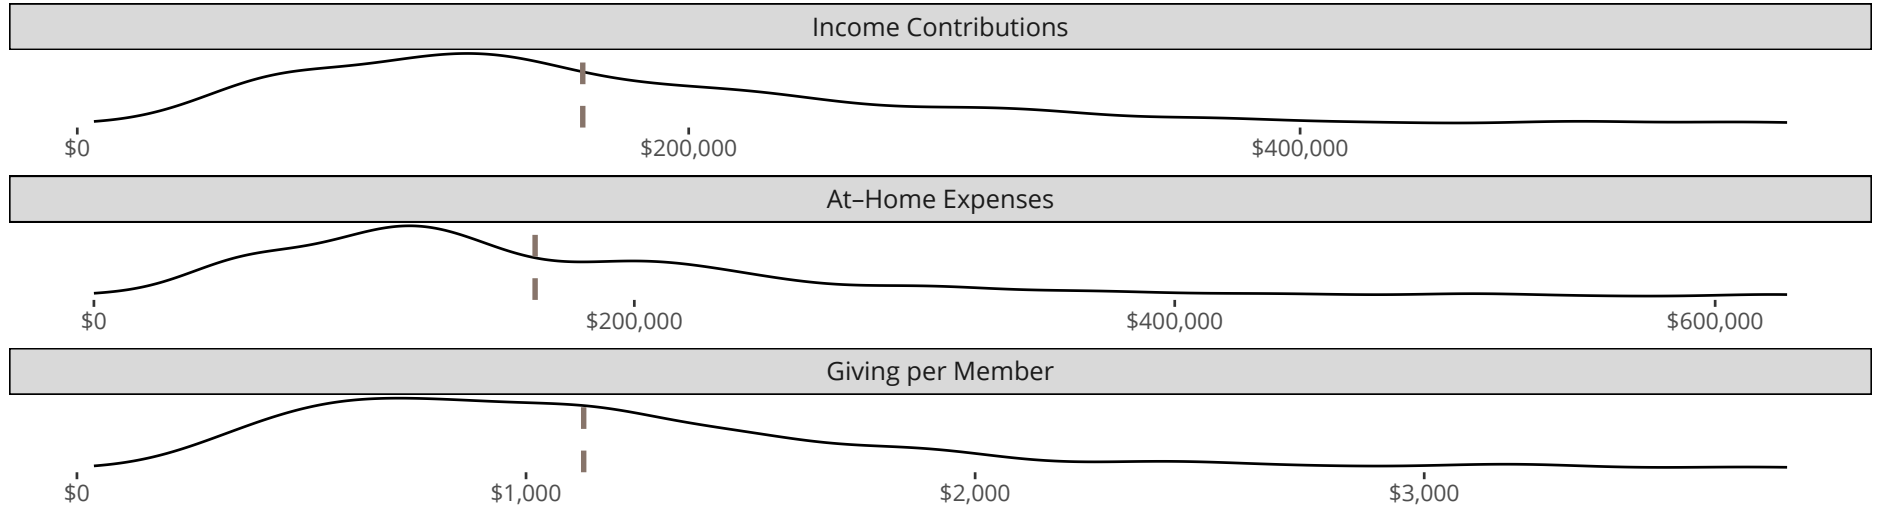 Income Contributions
$0 $200,000 $400,000
At–Home Expenses
$0 $200,000 $400,000 $600,000
Giving per Member
$0 $1,000 $2,000 $3,000